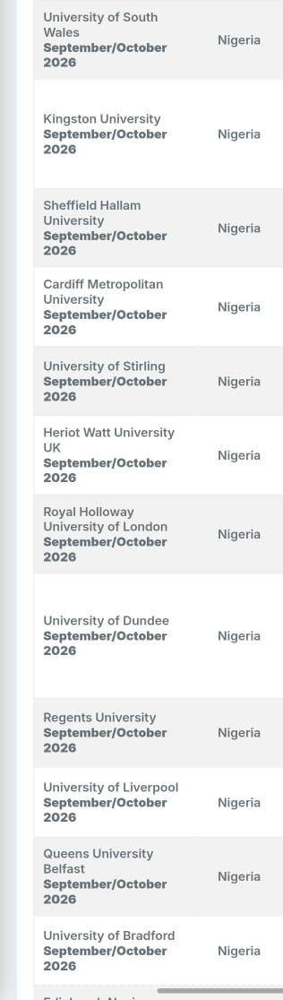 University of South
Wales
September/October
2026
Nigeria
Kingston University
September/October
2026
Nigeria
Sheffield Hallam
University
September/October
2026
Nigeria
Cardiff Metropolitan
University
September/October
2026
Nigeria
University of Stirling
September/October
2026
Nigeria
Heriot Watt University
UK
September/October
2026
Nigeria
Royal Holloway
University of London
September/October
2026
Nigeria
University of Dundee
September/October
2026
Nigeria
Regents University
September/October
2026
Nigeria
University of Liverpool
September/October
2026
Nigeria
Queens University
Belfast
September/October
2026
Nigeria
University of Bradford
September/October
2026
Nigeria